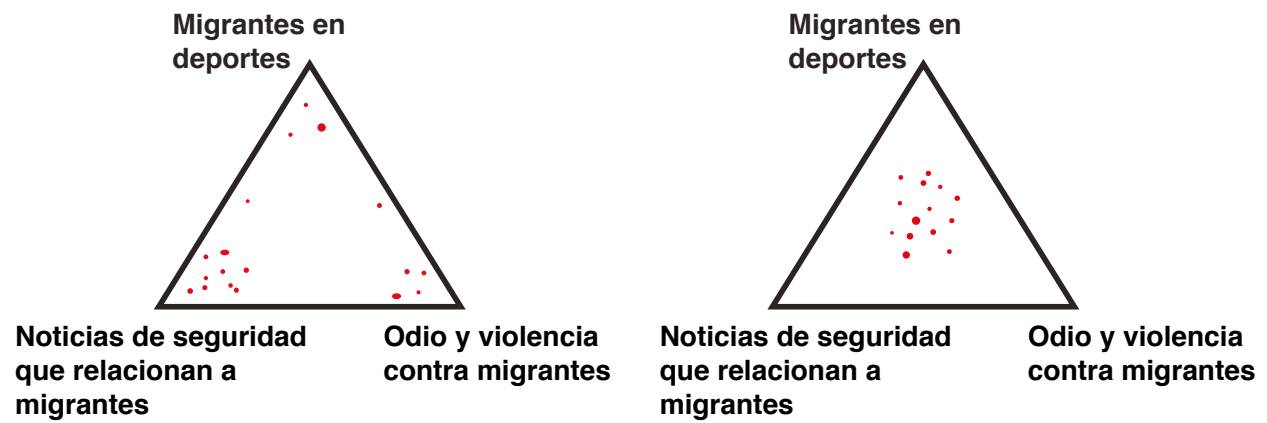 Migrantes en
deportes
Noticias de seguridad
que relacionan a
migrantes
Odio y violencia
contra migrantes
Migrantes en
deportes
Noticias de seguridad
que relacionan a
migrantes
Odio y violencia
contra migrantes